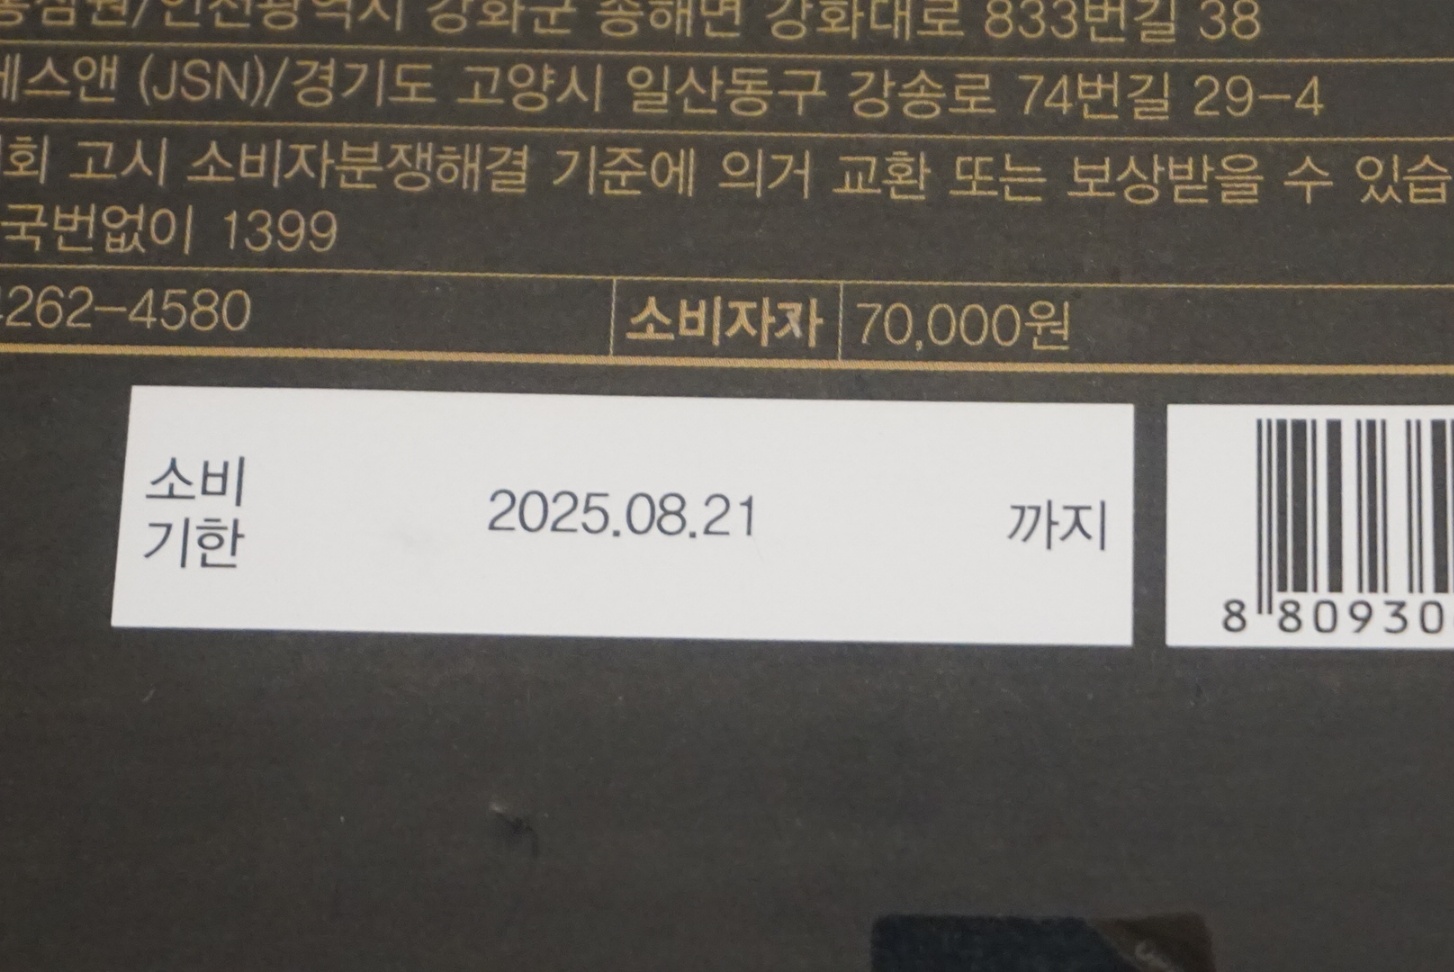 강화군 송해면 강화대로 833번길 38
에스앤 (JSN)/경기도 고양시 일산동구 강송로 74번길 29-4
회 고시 소비자분쟁해결 기준에 의거 교환 또는 보상받을 수 있습
국번없이 1399
4262-4580 소비자가 70,000원
소비
기한 2025.08.21 까지
8 80930